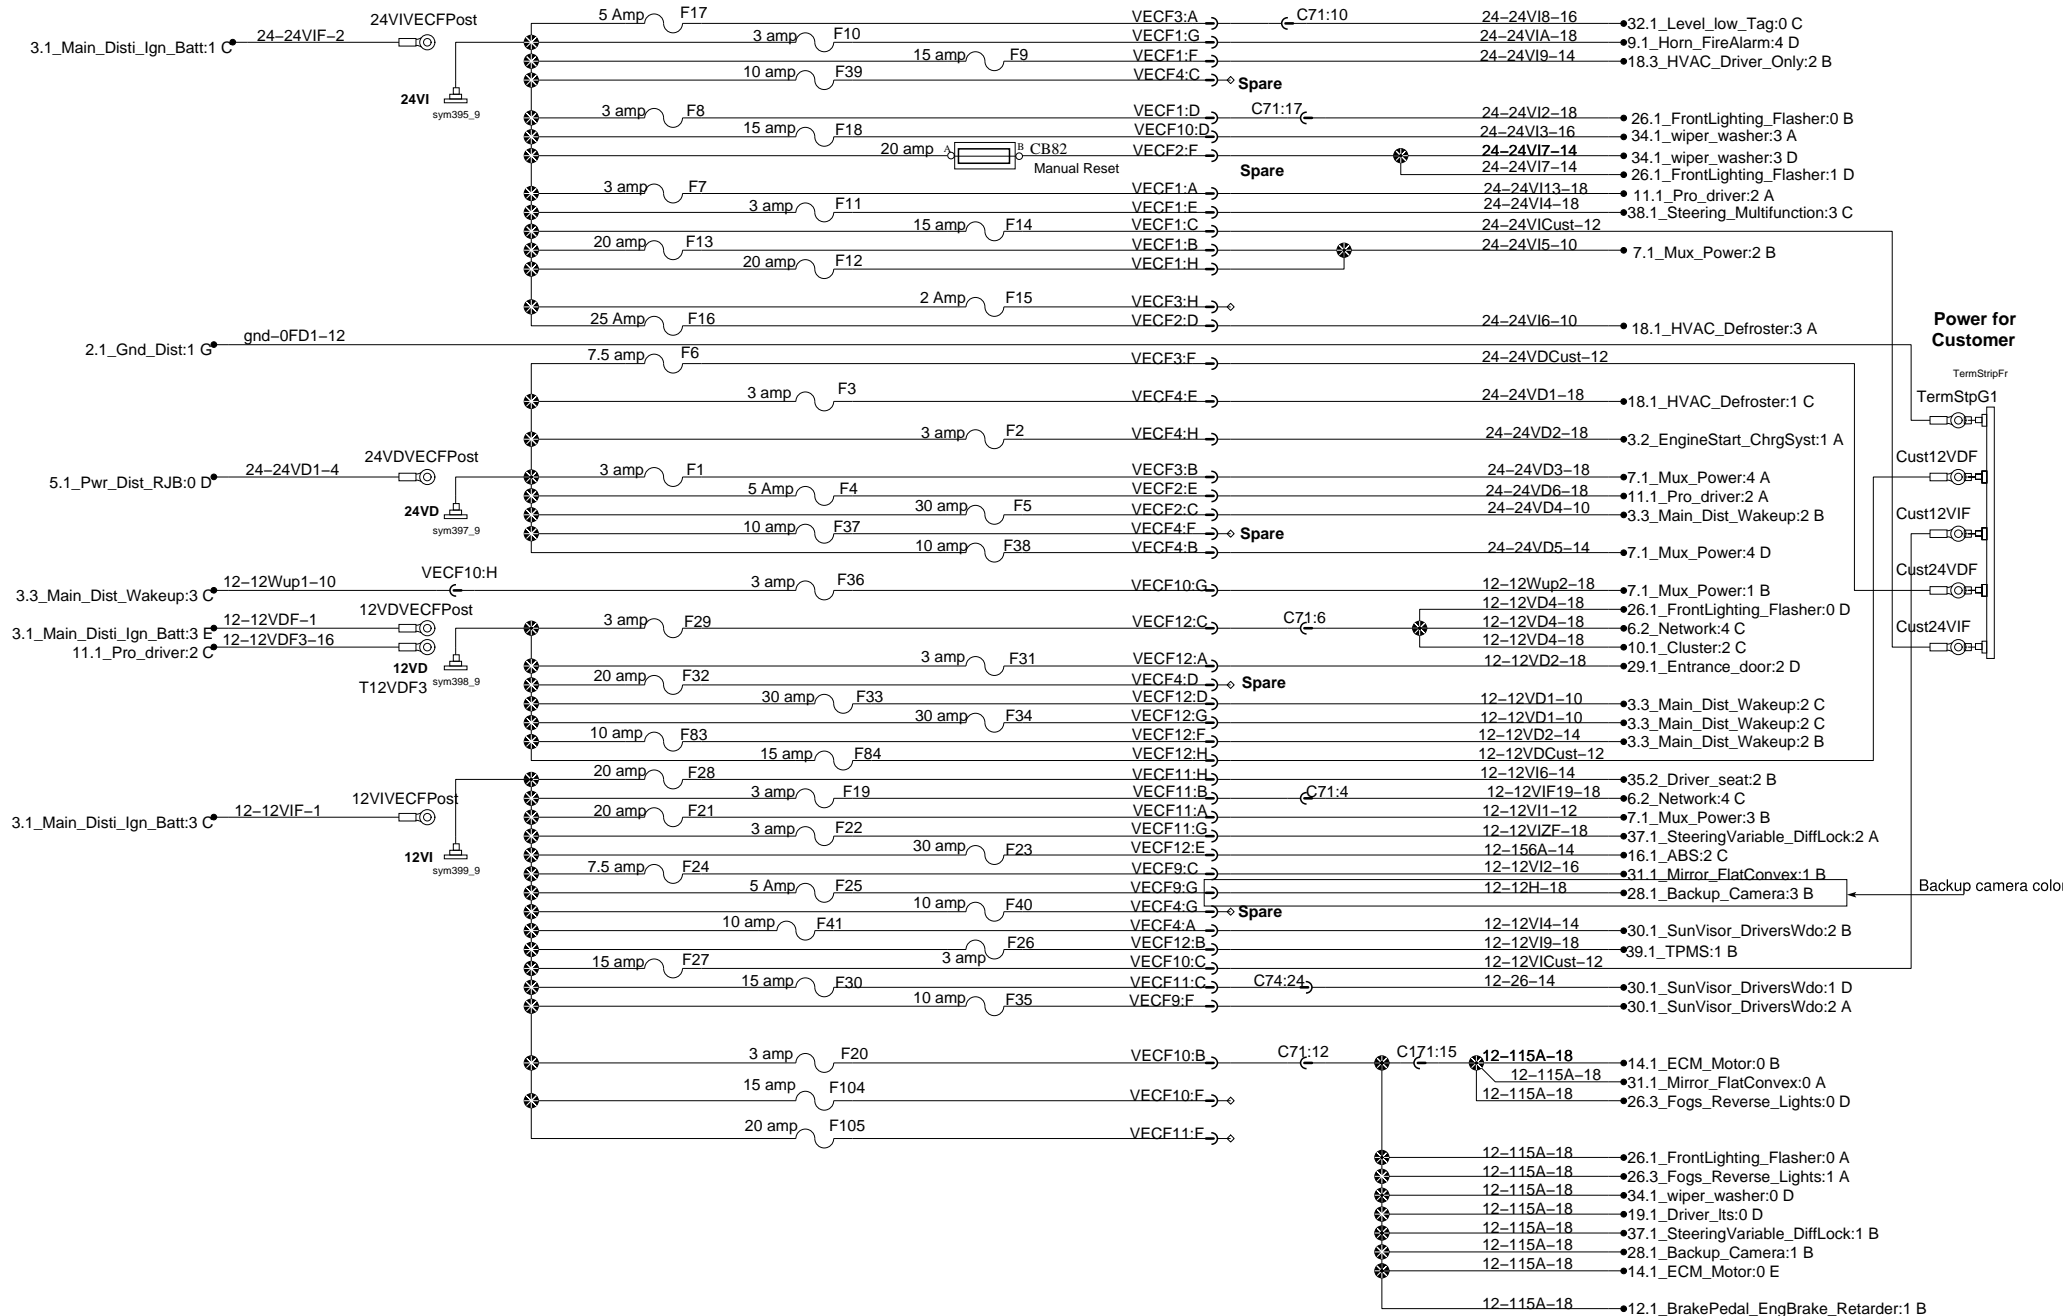 5 Amp F17 VECF3:A C71:10 24-24VI8-16 32.1_Level_low_Tag:0 C
24VIVECFPost
3.1_Main_Disti_Ign_Batt:1 C 24-24VIF-2 3 amp F10 VECF1:G 24-24VIA-18 9.1_Horn_FireAlarm:4 D
15 amp F9 VECF1:F 24-24VI9-14 18.3_HVAC_Driver_Only:2 B
10 amp F39 VECF4:C Spare
24VI
sym395_9
3 amp F8 VECF1:D C71:17 24-24VI2-18 26.1_FrontLighting_Flasher:0 B
15 amp F18 VECF10:D 24-24VI3-16 34.1_wiper_washer:3 A
20 amp A B CB82 VECF2:F 24-24VI7-14 34.1_wiper_washer:3 D
Manual Reset Spare 24-24VI7-14 26.1_FrontLighting_Flasher:1 D
3 amp F7 VECF1:A 24-24VI13-18 11.1_Pro_driver:2 A
3 amp F11 VECF1:E 24-24VI4-18 38.1_Steering_Multifunction:3 C
15 amp F14 VECF1:C 24-24VICust-12
20 amp F13 VECF1:B 24-24VI5-10 7.1_Mux_Power:2 B
20 amp F12 VECF1:H
2 Amp F15 VECF3:H
25 Amp F16 VECF2:D 24-24VI6-10 18.1_HVAC_Defroster:3 A
Power for
Customer
2.1_Gnd_Dist:1 G gnd-0FD1-12
7.5 amp F6 VECF3:F 24-24VDCust-12
TermStripFr
TermStpG1
3 amp F3 VECF4:E 24-24VD1-18 18.1_HVAC_Defroster:1 C
3 amp F2 VECF4:H 24-24VD2-18 3.2_EngineStart_ChrgSyst:1 A
24VDVECFPost Cust12VDF
5.1_Pwr_Dist_RJB:0 D 24-24VD1-4 3 amp F1 VECF3:B 24-24VD3-18 7.1_Mux_Power:4 A
5 Amp F4 VECF2:E 24-24VD6-18 11.1_Pro_driver:2 A
24VD 30 amp F5 VECF2:C 24-24VD4-10 3.3_Main_Dist_Wakeup:2 B
Cust12VIF
sym397_9 10 amp F37 VECF4:F Spare
10 amp F38 VECF4:B 24-24VD5-14 7.1_Mux_Power:4 D
Cust24VDF
3.3_Main_Dist_Wakeup:3 C 12-12Wup1-10 VECF10:H 3 amp F36 VECF10:G 12-12Wup2-18 7.1_Mux_Power:1 B
12VDVECFPost 12-12VD4-18 26.1_FrontLighting_Flasher:0 D
3.1_Main_Disti_Ign_Batt:3 E 12-12VDF-1 3 amp F29 VECF12:C C71:6 12-12VD4-18 6.2_Network:4 C
Cust24VIF
11.1_Pro_driver:2 C 12-12VDF3-16 12-12VD4-18 10.1_Cluster:2 C
12VD 3 amp F31 VECF12:A 12-12VD2-18 29.1_Entrance_door:2 D
T12VDF3 sym398_9 20 amp F32 VECF4:D Spare
30 amp F33 VECF12:D 12-12VD1-10 3.3_Main_Dist_Wakeup:2 C
30 amp F34 VECF12:G 12-12VD1-10 3.3_Main_Dist_Wakeup:2 C
10 amp F83 VECF12:F 12-12VD2-14 3.3_Main_Dist_Wakeup:2 B
15 amp F84 VECF12:H 12-12VDCust-12
20 amp F28 VECF11:H 12-12VI6-14 35.2_Driver_seat:2 B
12VIVECFPost 3 amp F19 VECF11:B C71:4 12-12VIF19-18 6.2_Network:4 C
3.1_Main_Disti_Ign_Batt:3 C 12-12VIF-1 20 amp F21 VECF11:A 12-12VI1-12 7.1_Mux_Power:3 B
3 amp F22 VECF11:G 12-12VIZF-18 37.1_SteeringVariable_DiffLock:2 A
12VI 30 amp F23 VECF12:E 12-156A-14 16.1_ABS:2 C
sym399_9 7.5 amp F24 VECF9:C 12-12VI2-16 31.1_Mirror_FlatConvex:1 B
5 Amp F25 VECF9:G 12-12H-18 28.1_Backup_Camera:3 B Backup camera color
10 amp F40 VECF4:G Spare
10 amp F41 VECF4:A 12-12VI4-14 30.1_SunVisor_DriversWdo:2 B
3 amp F26 VECF12:B 12-12VI9-18 39.1_TPMS:1 B
15 amp F27 VECF10:C 12-12VICust-12
15 amp F30 VECF11:C C74:24 12-26-14 30.1_SunVisor_DriversWdo:1 D
10 amp F35 VECF9:F 30.1_SunVisor_DriversWdo:2 A
3 amp F20 VECF10:B C71:12 C171:15 12-115A-18 14.1_ECM_Motor:0 B
12-115A-18 31.1_Mirror_FlatConvex:0 A
15 amp F104 VECF10:F 12-115A-18 26.3_Fogs_Reverse_Lights:0 D
20 amp F105 VECF11:F
12-115A-18 26.1_FrontLighting_Flasher:0 A
12-115A-18 26.3_Fogs_Reverse_Lights:1 A
12-115A-18 34.1_wiper_washer:0 D
12-115A-18 19.1_Driver_lts:0 D
12-115A-18 37.1_SteeringVariable_DiffLock:1 B
12-115A-18 28.1_Backup_Camera:1 B
12-115A-18 14.1_ECM_Motor:0 E
12-115A-18 12.1_BrakePedal_EngBrake_Retarder:1 B